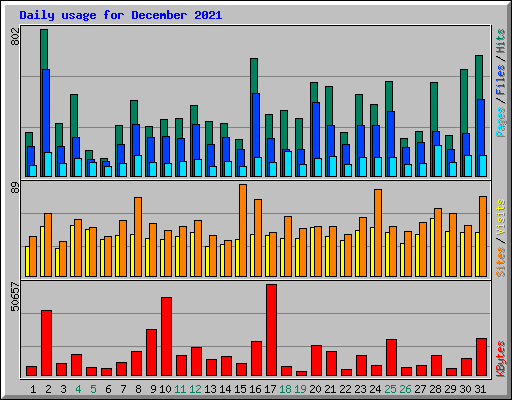 Daily usage for December 2021
802
Pages / Files / Hits
89
Sites / Visits
50657
KBytes
1 2 3 4 5 6 7 8 9 10 11 12 13 14 15 16 17 18 19 20 21 22 23 24 25 26 27 28 29 30 31